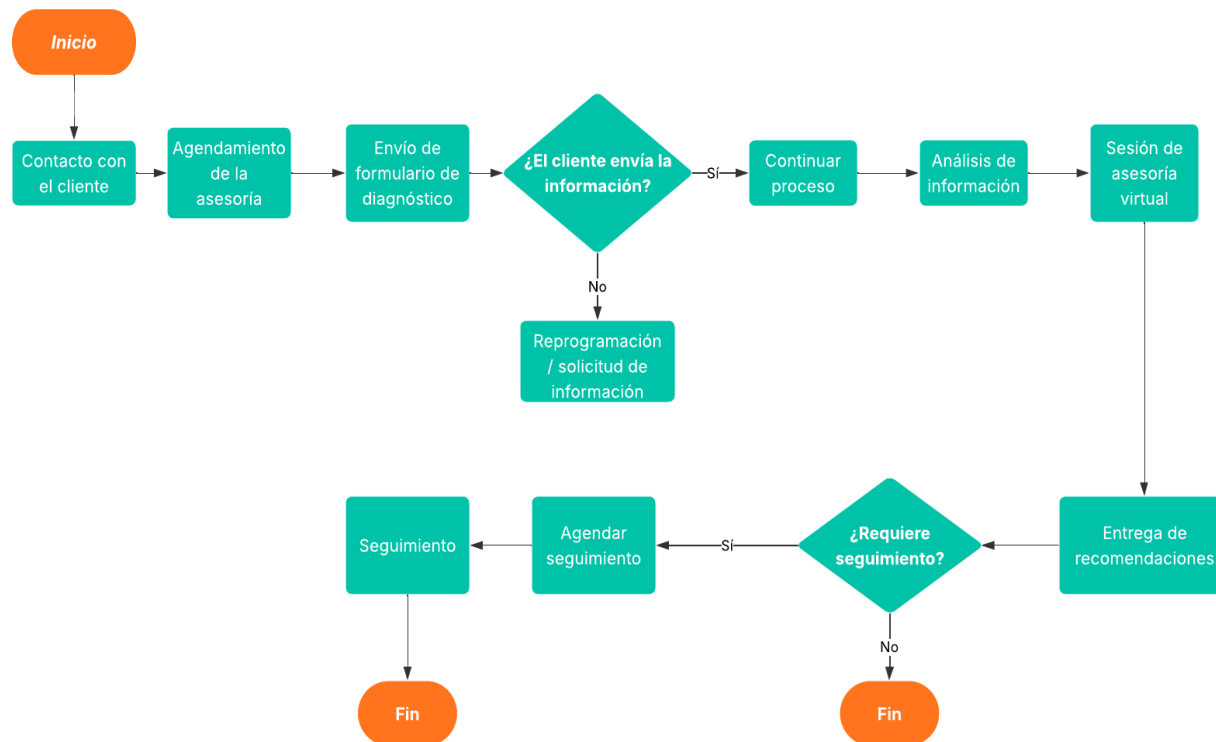 Inicio
Contacto con
el cliente
Agendamiento
de la
asesoría
Envío de
formulario de
diagnóstico
¿El cliente envía la
información?
Sí
Continuar
proceso
Análisis de
información
Sesión de
asesoría
virtual
No
Reprogramación
/ solicitud de
información
Entrega de
recomendaciones
¿Requiere
seguimiento?
Sí
Agendar
seguimiento
Seguimiento
No
Fin
Fin